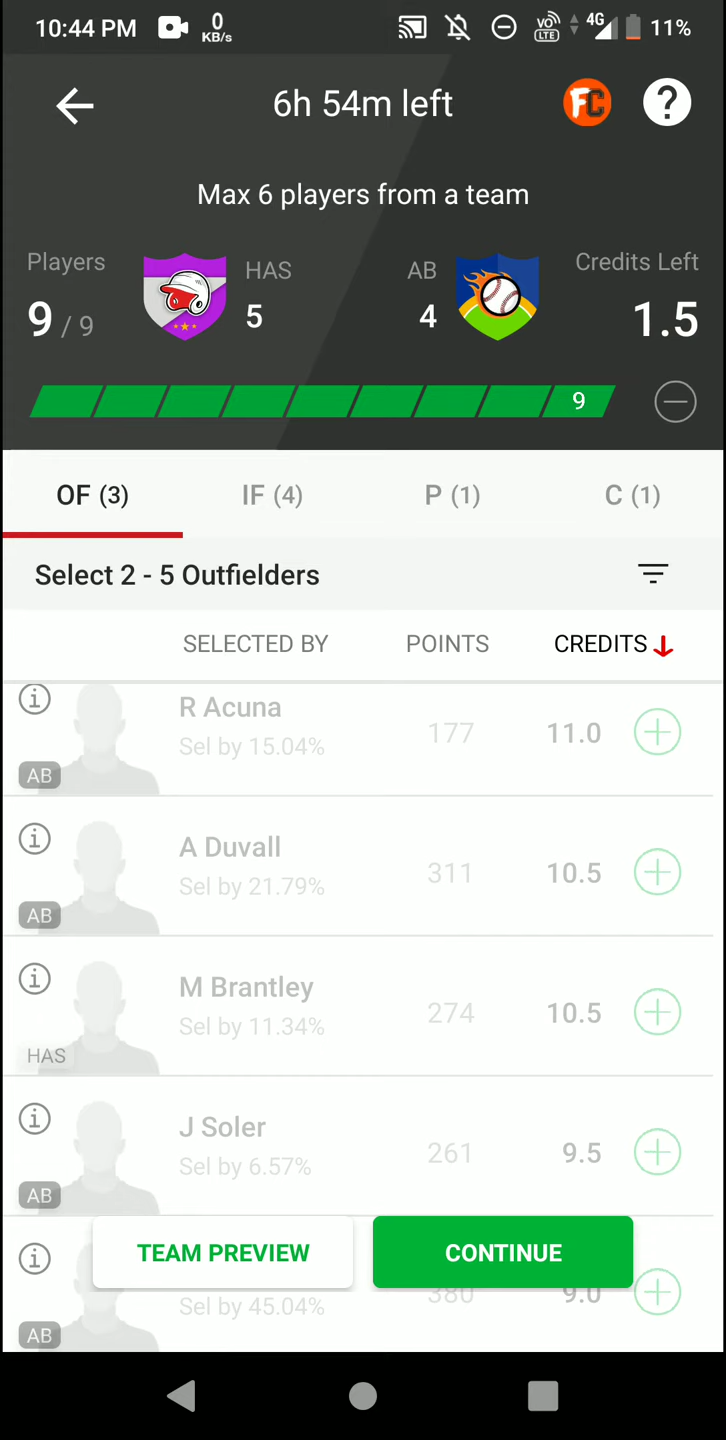 10:44 PM 0 KB/s VO LTE 4G 11%
6h 54m left FC ?
Max 6 players from a team
Players HAS AB Credits Left
9 / 9 5 4 1.5
9
OF (3) IF (4) P (1) C (1)
Select 2 - 5 Outfielders
SELECTED BY POINTS CREDITS
R Acuna
Sel by 15.04% 177 11.0
AB
A Duvall
Sel by 21.79% 311 10.5
AB
M Brantley
Sel by 11.34% 274 10.5
HAS
J Soler
Sel by 6.57% 261 9.5
AB
TEAM PREVIEW CONTINUE
Sel by 45.04% 380 9.0
AB